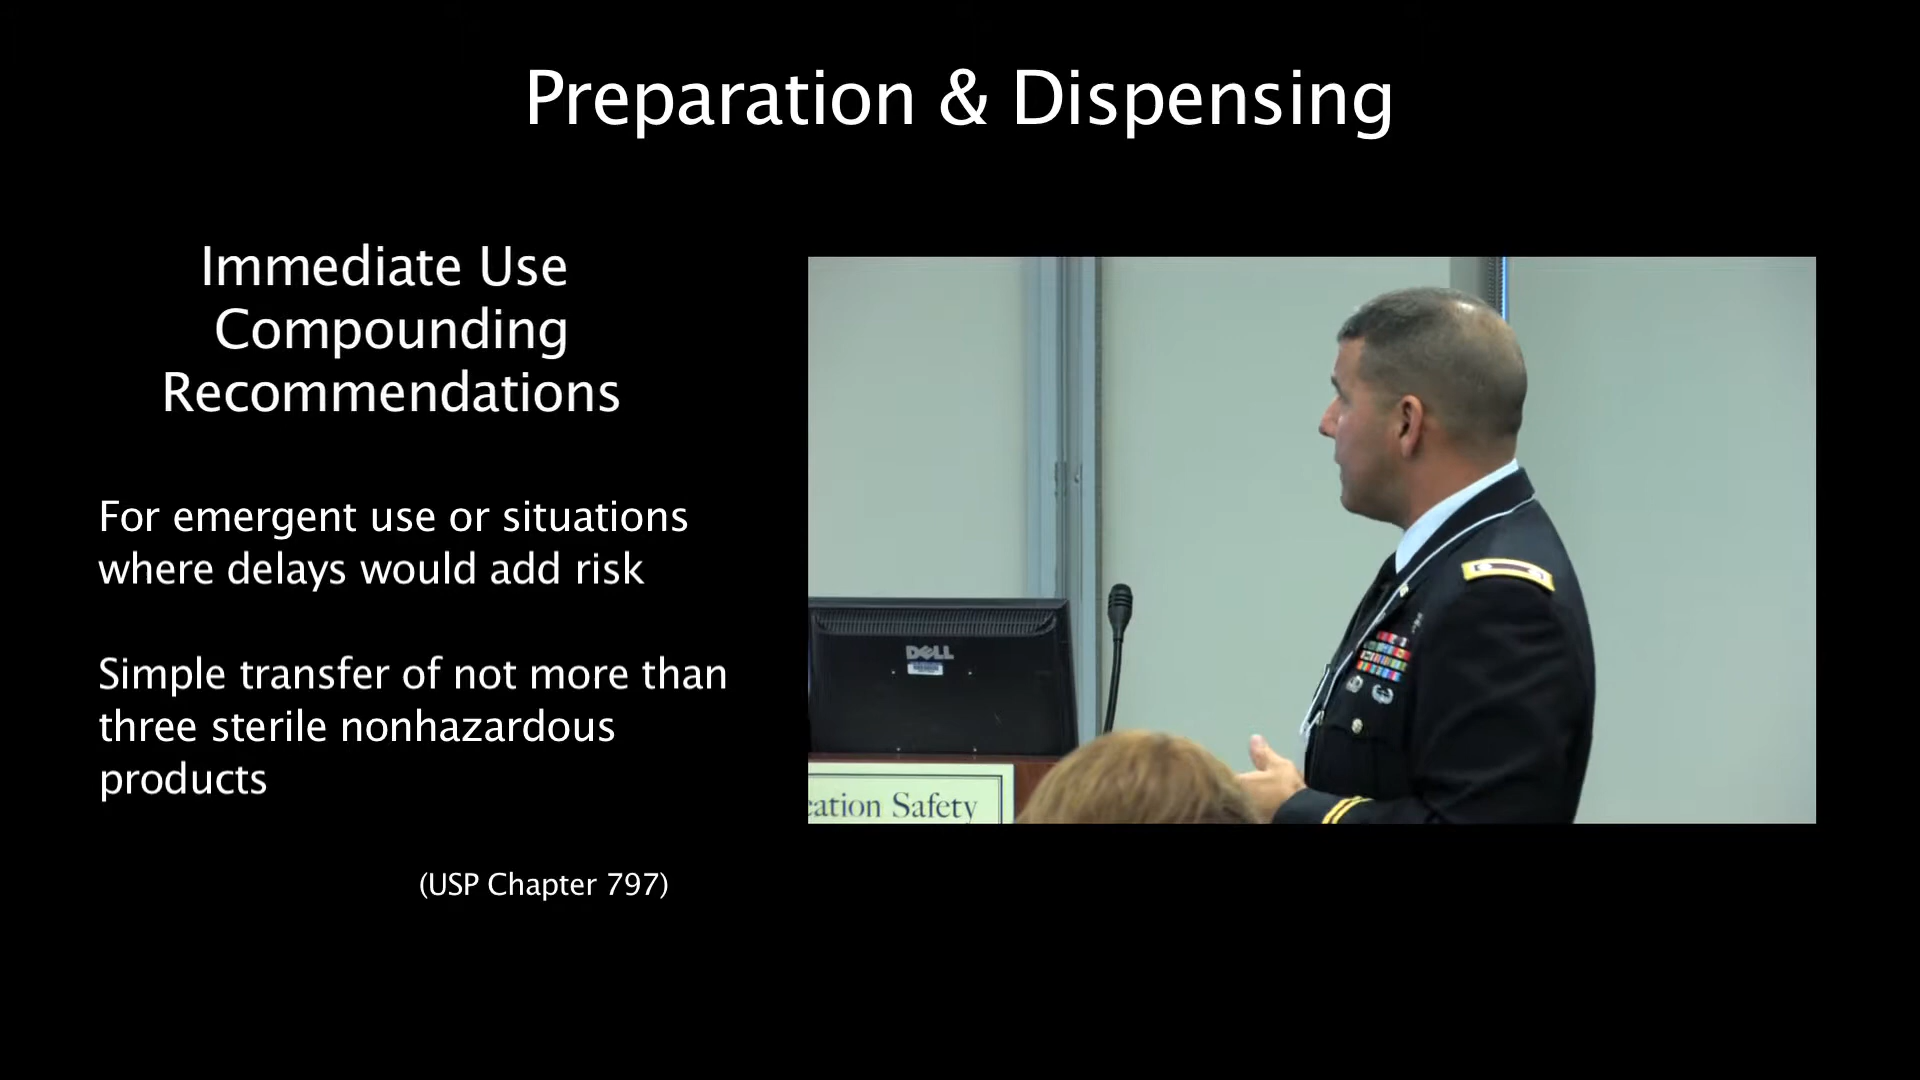 Preparation & Dispensing
Immediate Use
Compounding
Recommendations
For emergent use or situations
where delays would add risk
Simple transfer of not more than
three sterile nonhazardous
products
(USP Chapter 797)
DELL
Safety